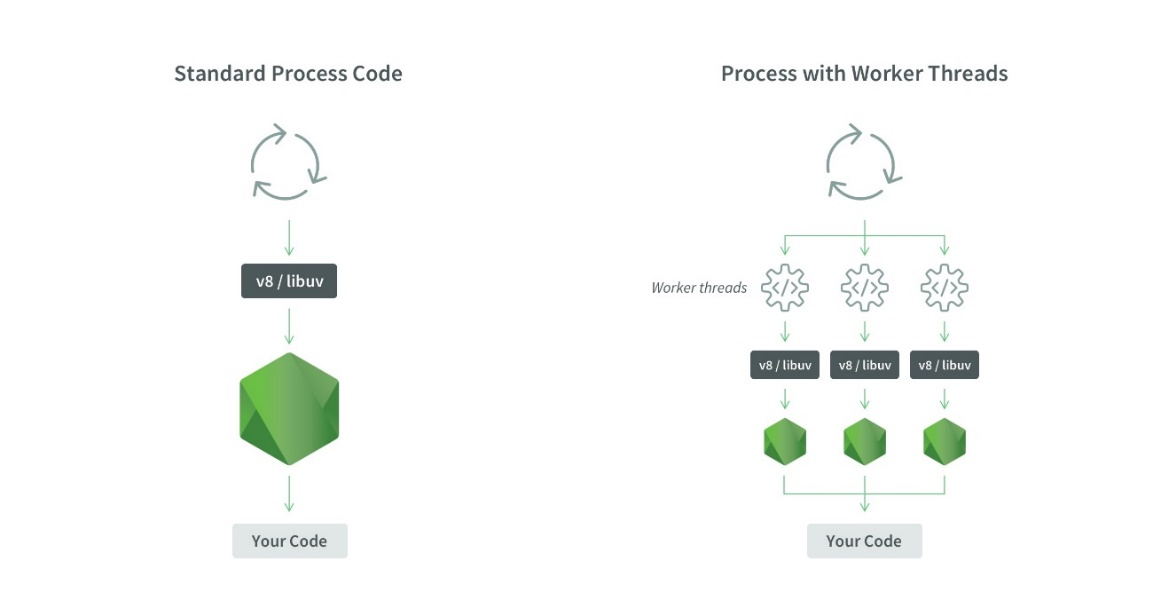 Standard Process Code
Process with Worker Threads
v8 / libuv
Worker threads
v8 / libuv
v8 / libuv
v8 / libuv
Your Code
Your Code